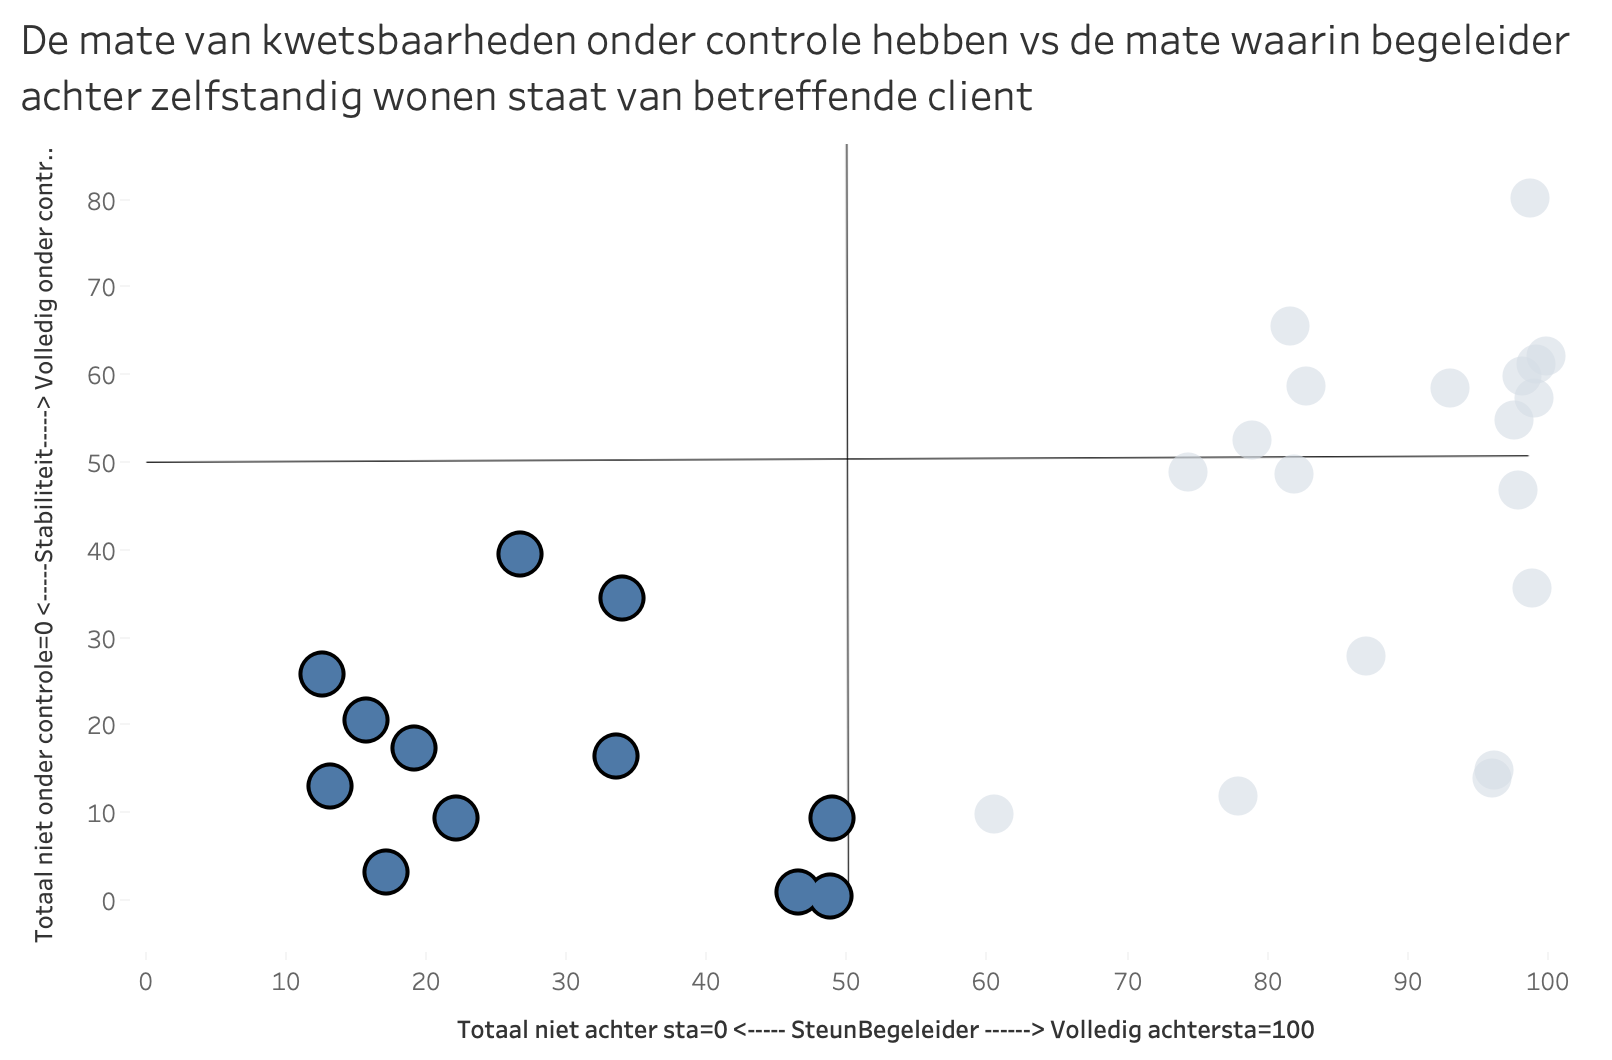 De mate van kwetsbaarheden onder controle hebben vs de mate waarin begeleider
achter zelfstandig wonen staat van betreffende client
Totaal niet onder controle=0 <-----Stabiliteit-----> Volledig onder contr..
80
70
60
50
40
30
20
10
0
0 10 20 30 40 50 60 70 80 90 100
Totaal niet achter sta=0 <----- SteunBegeleider ------> Volledig achtersta=100